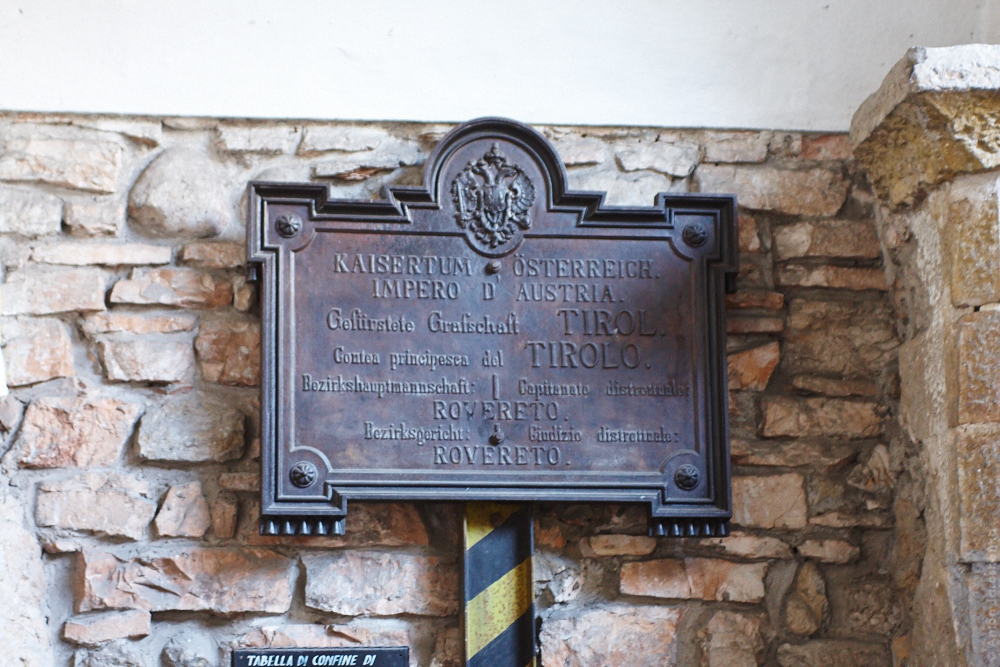 KAISERTUM ÖSTERREICH.
IMPERO D'AUSTRIA.
Gefürstete Grafschaft TIROL.
Contea principesca del TIROLO.
Bezirkshauptmannschaft: | Capitanato distrettuale:
ROVERETO.
Bezirksgericht: Giudizio distrettuale:
ROVERETO.
TABELLA DI CONFINE DI